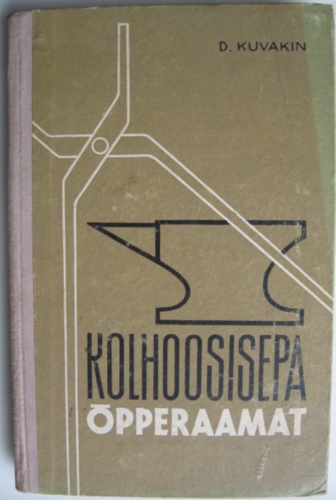 D. KUVAKIN
KOLHOOSISEPA
ÕPPERAAMAT